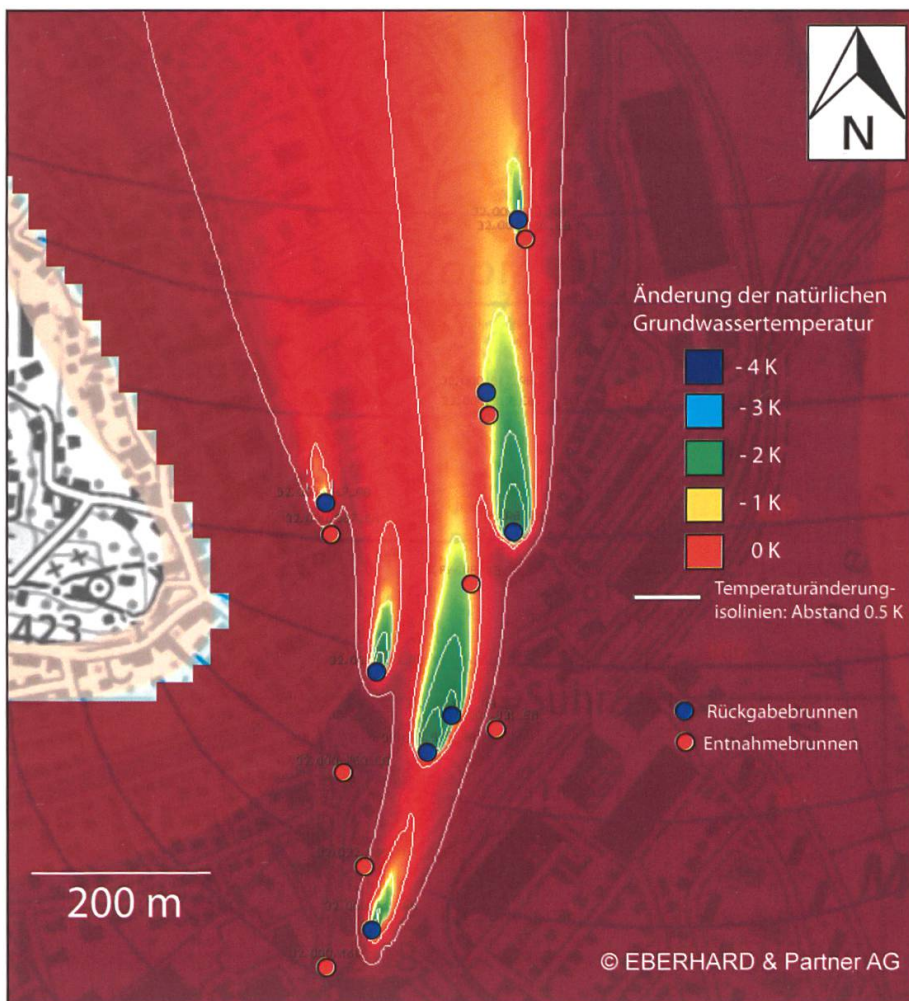 N
Änderung der natürlichen
Grundwassertemperatur
- 4 K
- 3 K
- 2 K
- 1 K
0 K
Temperaturänderung-
isolinien: Abstand 0.5 K
423
Rückgabebrunnen
Entnahmebrunnen
200 m
© EBERHARD & Partner AG